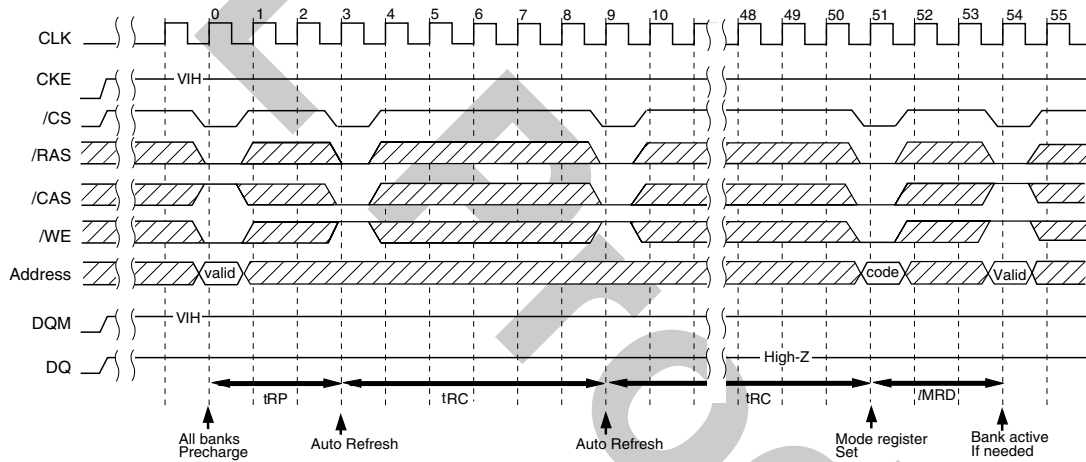 0 1 2 3 4 5 6 7 8 9 10 48 49 50 51 52 53 54 55
CLK
CKE VIH
/CS
/RAS
/CAS
/WE
Address valid code Valid
DQM VIH
DQ High-Z
tRP tRC tRC lMRD
All banks
Precharge
Auto Refresh
Auto Refresh
Mode register
Set
Bank active
If needed